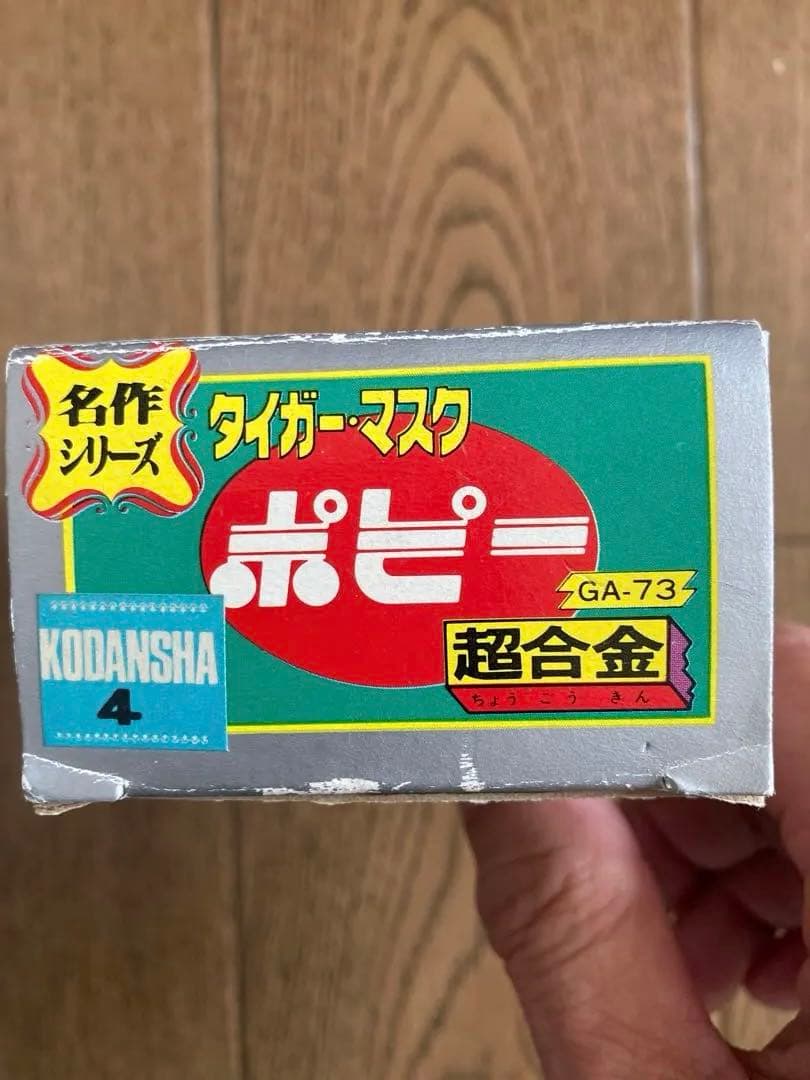 名作
シリーズ
タイガー・マスク
ポピー
GA-73
超合金
ちょうごうきん
KODANSHA
4